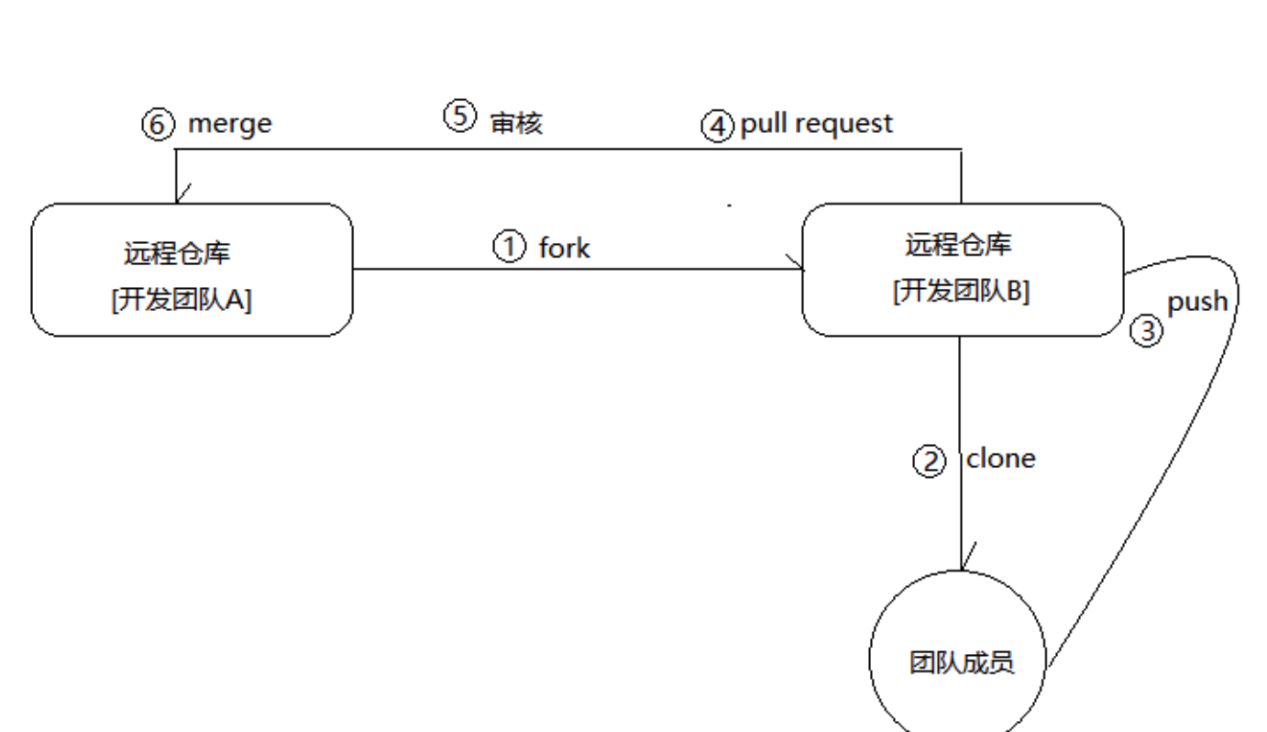 ⑥ merge
⑤ 审核
④ pull request
远程仓库
[开发团队A]
① fork
远程仓库
[开发团队B]
push
③
② clone
团队成员